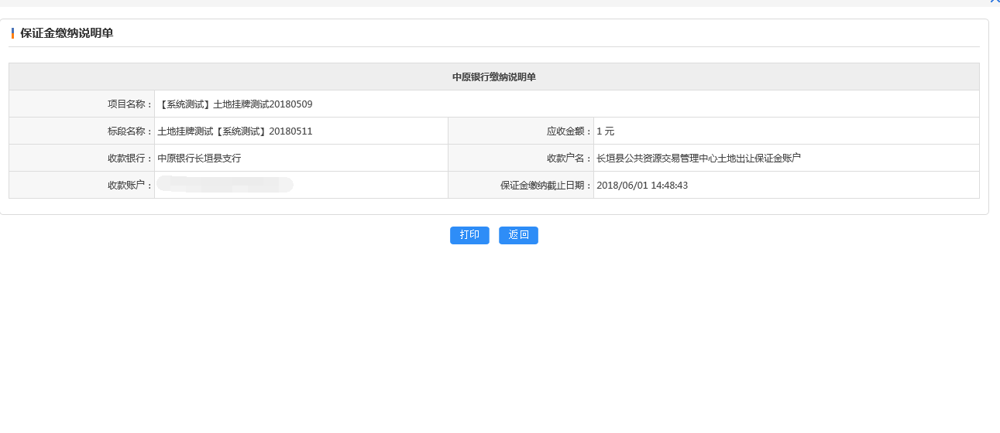 保证金缴纳说明单
中原银行缴纳说明单
项目名称： 【系统测试】土地挂牌测试20180509
标段名称： 土地挂牌测试【系统测试】20180511 应收金额： 1 元
收款银行： 中原银行长垣县支行 收款户名： 长垣县公共资源交易管理中心土地出让保证金账户
收款账户： 保证金缴纳截止日期： 2018/06/01 14:48:43
打印 返回